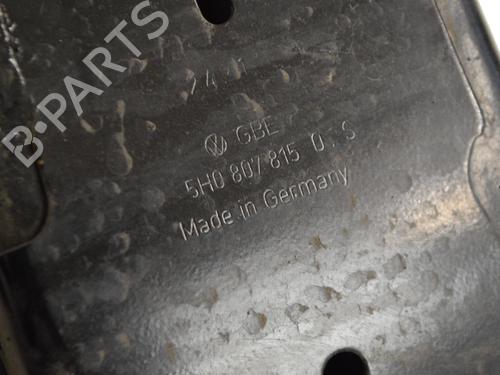 B-PARTS
GBE
5H0 807 815 D . S
Made in Germany